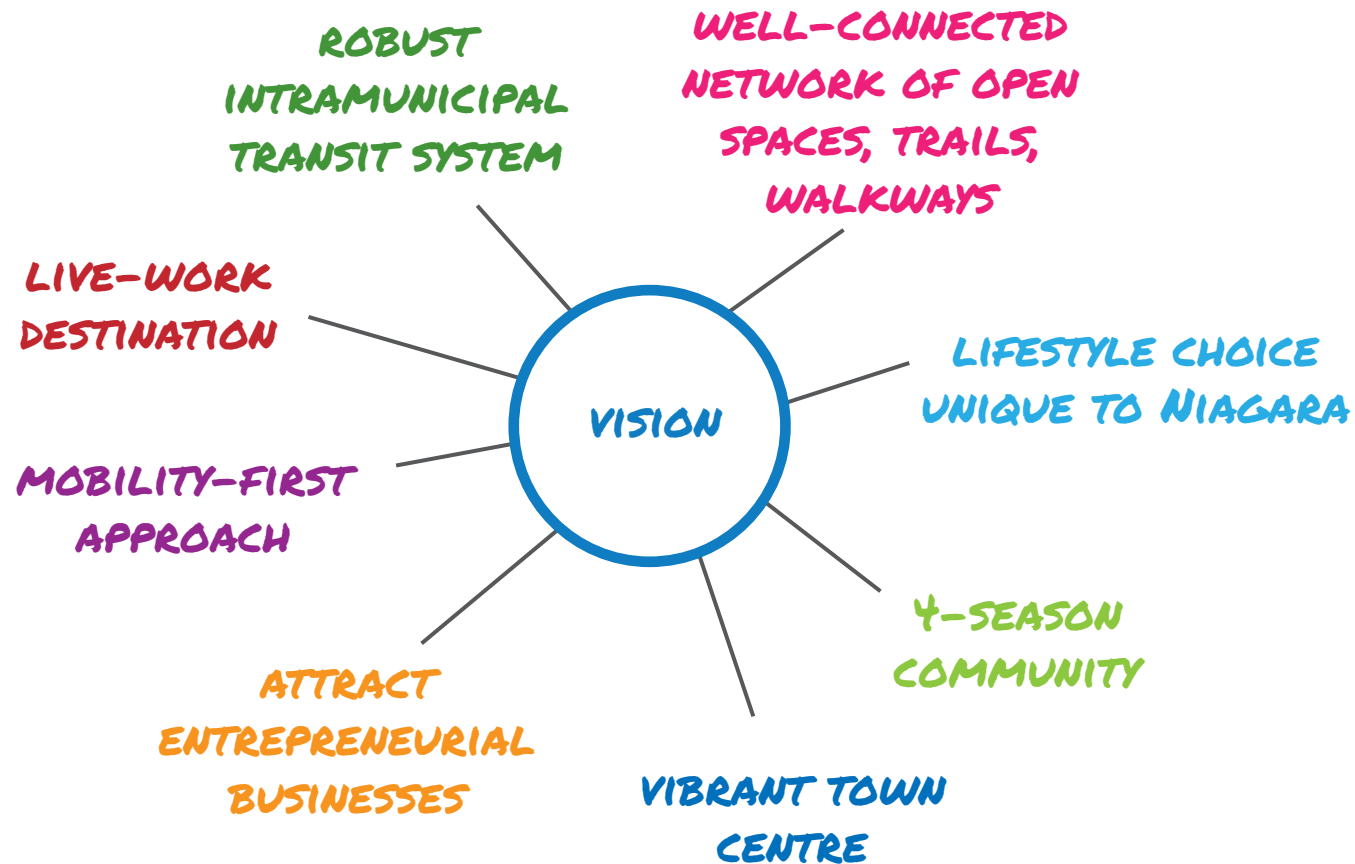 ROBUST
INTRAMUNICIPAL
TRANSIT SYSTEM
WELL-CONNECTED
NETWORK OF OPEN
SPACES, TRAILS,
WALKWAYS
LIVE-WORK
DESTINATION
LIFESTYLE CHOICE
UNIQUE TO NIAGARA
VISION
MOBILITY-FIRST
APPROACH
4-SEASON
COMMUNITY
ATTRACT
ENTREPRENEURIAL
BUSINESSES
VIBRANT TOWN
CENTRE